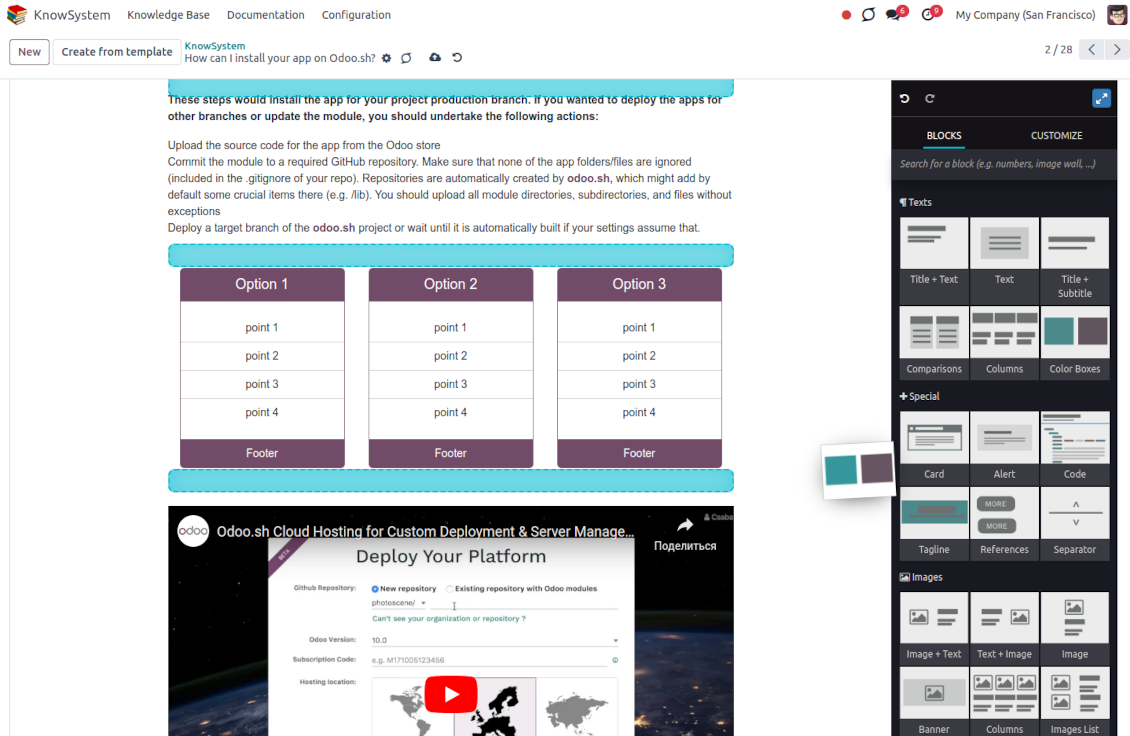 KnowSystem Knowledge Base Documentation Configuration
6 9 My Company (San Francisco)
New Create from template KnowSystem
How can I install your app on Odoo.sh?
2 / 28
These steps would install the app for your project production branch. If you wanted to deploy the apps for
other branches or update the module, you should undertake the following actions:
Upload the source code for the app from the Odoo store
Commit the module to a required GitHub repository. Make sure that none of the app folders/files are ignored
(included in the .gitignore of your repo). Repositories are automatically created by odoo.sh, which might add by
default some crucial items there (e.g. /lib). You should upload all module directories, subdirectories, and files without
exceptions
Deploy a target branch of the odoo.sh project or wait until it is automatically built if your settings assume that.
Option 1 Option 2 Option 3
point 1 point 1 point 1
point 2 point 2 point 2
point 3 point 3 point 3
point 4 point 4 point 4
Footer Footer Footer
odoo Odoo.sh Cloud Hosting for Custom Deployment & Server Manage...
Csaba
Поделиться
BETA
Deploy Your Platform
Github Repository: New repository Existing repository with Odoo modules
photoscene/
Can't see your organization or repository ?
Odoo Version: 10.0
Subscription Code: e.g. M171005123456
Hosting location:
BLOCKS CUSTOMIZE
Search for a block (e.g. numbers, image wall, ...)
Texts
Title + Text Text Title +
Subtitle
Comparisons Columns Color Boxes
Special
Card Alert Code
MORE
MORE
Tagline References Separator
Images
Image + Text Text + Image Image
Banner Columns Images List